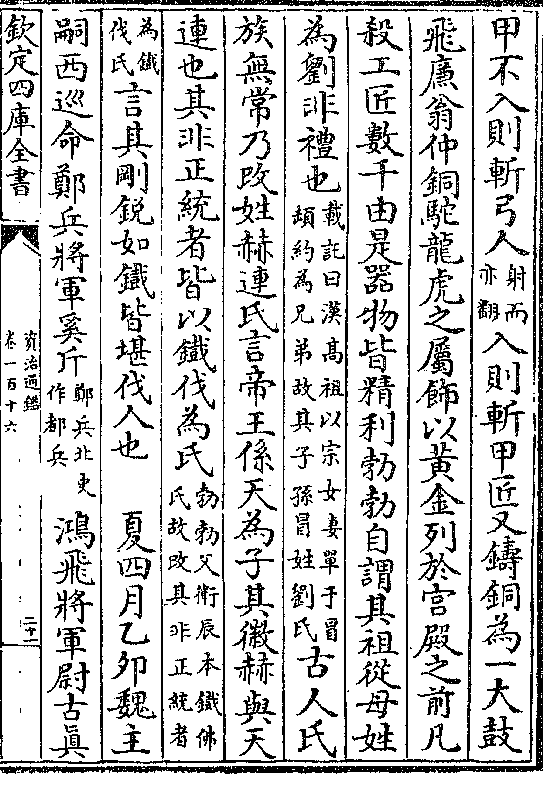 甲不入則斬弓人射而亦翻入則斬甲匠又鑄銅為一大鼓
飛廉翁仲銅駝龍虎之屬飾以黃金列於宮殿之前凡
殺工匠數千由是器物皆精利勃勃自謂其祖從母姓
為劉非禮也載記曰漢高祖以宗女妻單于冒頓約為兄弟故其子孫冒姓劉氏古人氏
族無常乃改姓赫連氏言帝王係天為子其徽赫與天
連也其非正統者皆以鐵伐為氏勃勃父衛辰本鐵佛氏故改其非正統者
為鐵伐氏言其剛銳如鐵皆堪伐人也 夏四月乙卯魏主
嗣西巡命鄭兵將軍奚斤鄭兵北史作都兵 鴻飛將軍尉古眞
欽定四庫全書
資治通鑑
卷一百十六
二十